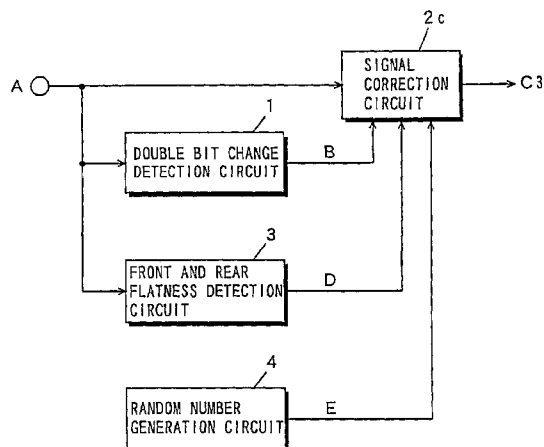 2c
SIGNAL
CORRECTION
CIRCUIT
A
C3
1
DOUBLE BIT CHANGE
DETECTION CIRCUIT
B
3
FRONT AND REAR
FLATNESS DETECTION
CIRCUIT
D
4
RANDOM NUMBER
GENERATION CIRCUIT
E